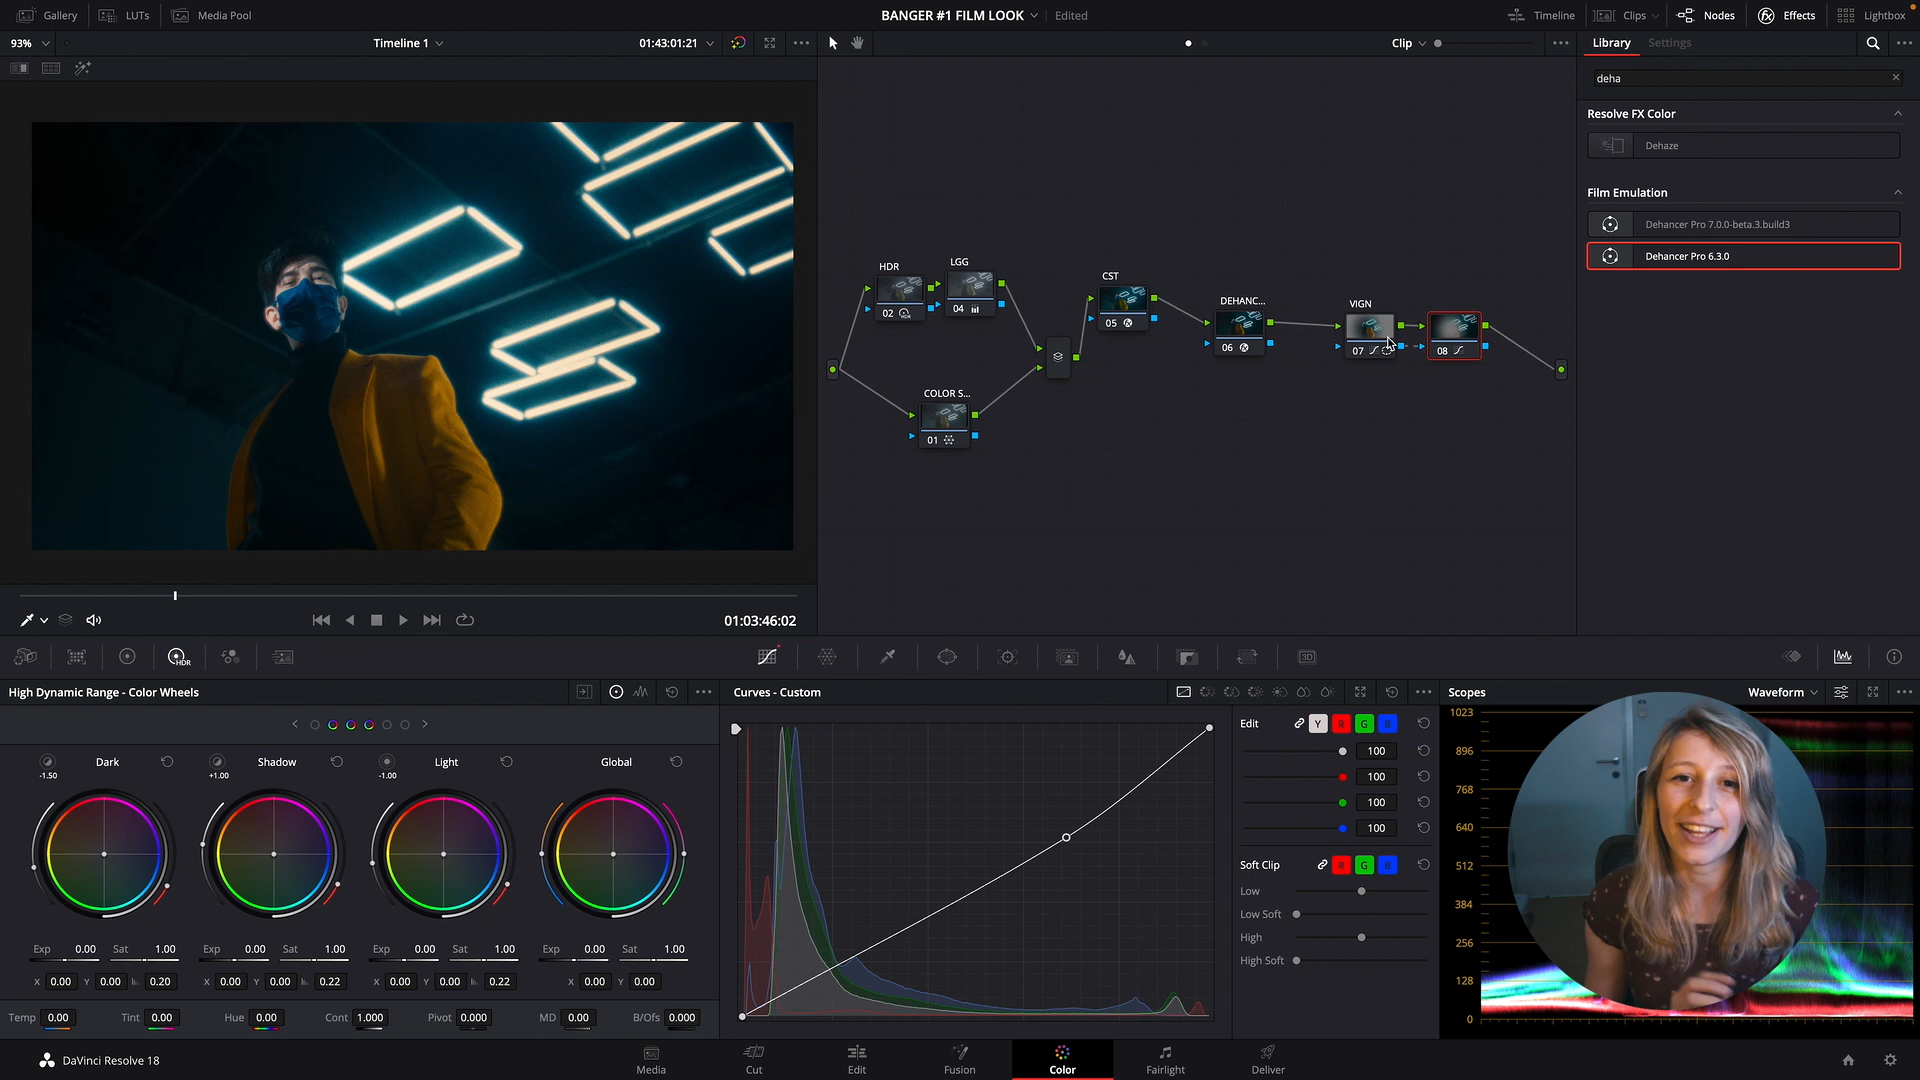 Gallery LUTs Media Pool BANGER #1 FILM LOOK Edited Timeline Clips Nodes Effects Lightbox
93% Timeline 1 01:43:01:21 Clip Library Settings
deha
Resolve FX Color
Dehaze
Film Emulation
Dehancer Pro 7.0.0-beta.3.build3
Dehancer Pro 6.3.0
HDR LGG CST DEHANC... VIGN
02 HDR 04 05 06 07 08
COLOR S...
01
01:03:46:02
HDR 3D
High Dynamic Range - Color Wheels Curves - Custom Scopes Waveform
Dark Shadow Light Global
-1.50 +1.00 -1.00
Exp 0.00 Sat 1.00 Exp 0.00 Sat 1.00 Exp 0.00 Sat 1.00 Exp 0.00 Sat 1.00
X 0.00 Y 0.00 0.20 X 0.00 Y 0.00 0.22 X 0.00 Y 0.00 0.22 X 0.00 Y 0.00
Temp 0.00 Tint 0.00 Hue 0.00 Cont 1.000 Pivot 0.000 MD 0.00 B/Ofs 0.000
Edit Y R G B
100
100
100
100
Soft Clip R G B
Low
Low Soft
High
High Soft
1023
896
768
640
512
384
256
128
0
DaVinci Resolve 18 Media Cut Edit Fusion Color Fairlight Deliver